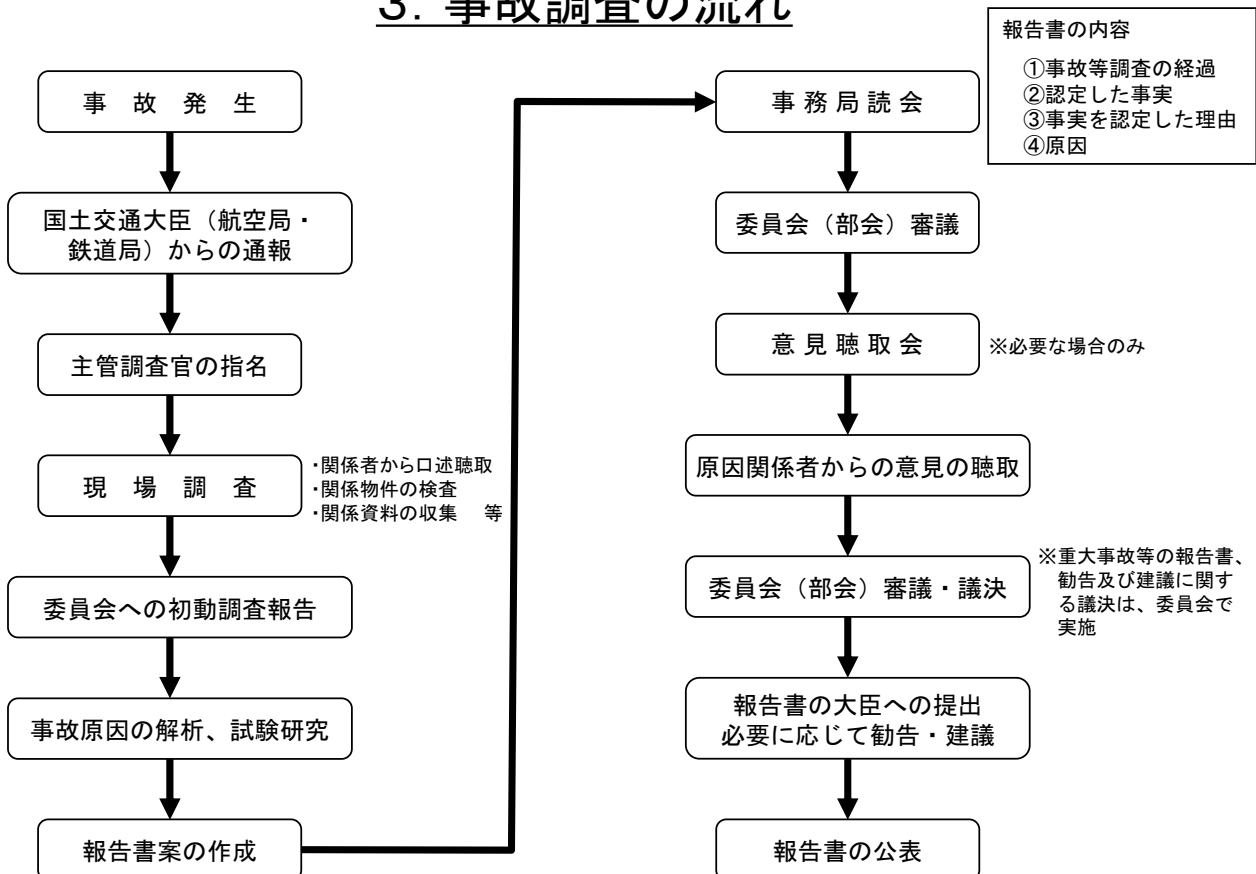 3. 事故調査の流れ
事故発生
国土交通大臣（航空局・
鉄道局）からの通報
主管調査官の指名
現場調査
・関係者から口述聴取
・関係物件の検査
・関係資料の収集 等
委員会への初動調査報告
事故原因の解析、試験研究
報告書案の作成
報告書の内容
①事故等調査の経過
②認定した事実
③事実を認定した理由
④原因
事務局読会
委員会（部会）審議
意見聴取会
※必要な場合のみ
原因関係者からの意見の聴取
委員会（部会）審議・議決
※重大事故等の報告書、
勧告及び建議に関す
る議決は、委員会で
実施
報告書の大臣への提出
必要に応じて勧告・建議
報告書の公表